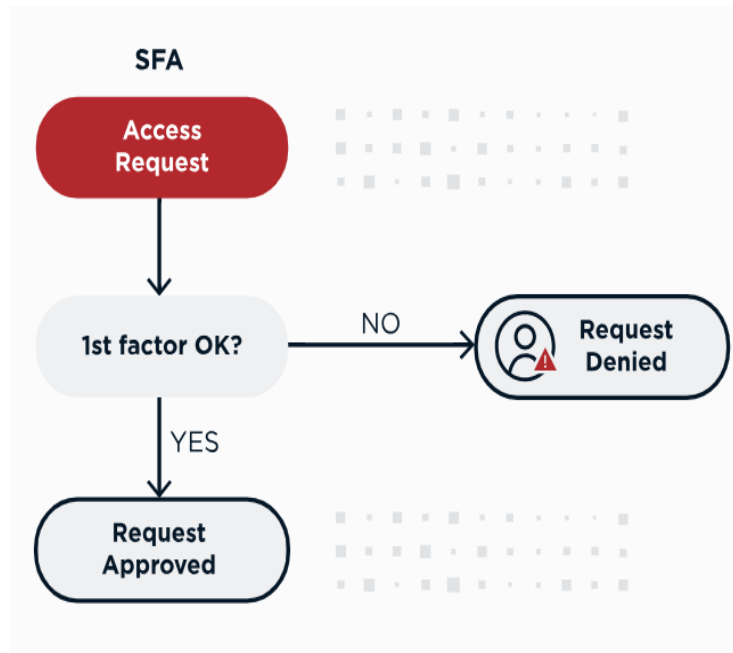 SFA
Access
Request
1st factor OK?
NO
Request
Denied
YES
Request
Approved